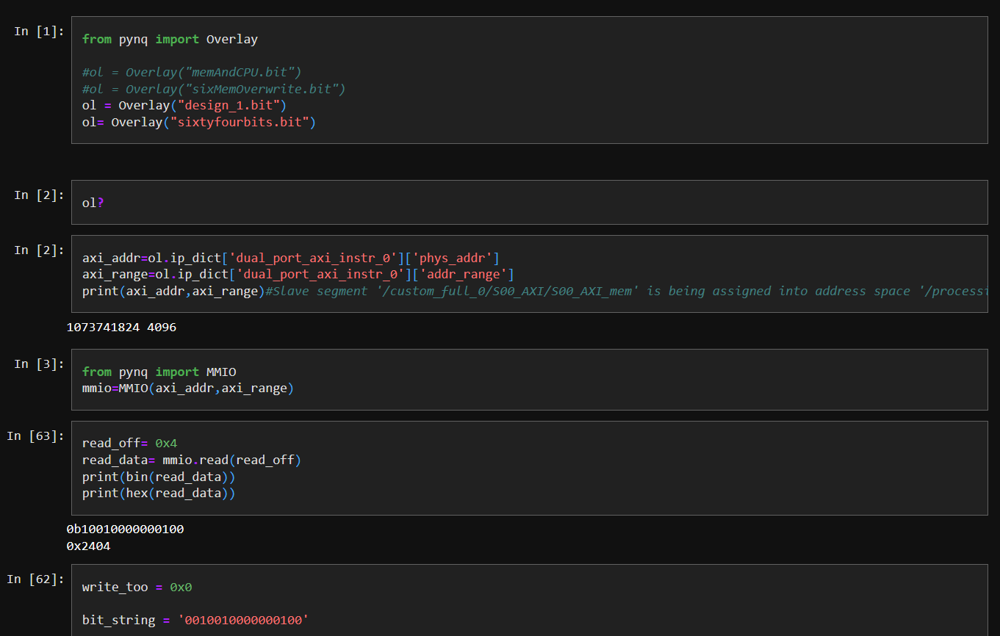 In [1]:
from pynq import Overlay
#ol = Overlay("memAndCPU.bit")
#ol = Overlay("sixMemOverwrite.bit")
ol = Overlay("design_1.bit")
ol= Overlay("sixtyfourbits.bit")
In [2]:
ol?
In [2]:
axi_addr=ol.ip_dict['dual_port_axi_instr_0']['phys_addr']
axi_range=ol.ip_dict['dual_port_axi_instr_0']['addr_range']
print(axi_addr,axi_range)#Slave segment '/custom_full_0/S00_AXI/S00_AXI_mem' is being assigned into address space '/process
1073741824 4096
In [3]:
from pynq import MMIO
mmio=MMIO(axi_addr,axi_range)
In [63]:
read_off= 0x4
read_data= mmio.read(read_off)
print(bin(read_data))
print(hex(read_data))
0b10010000000100
0x2404
In [62]:
write_too = 0x0
bit_string = '0010010000000100'